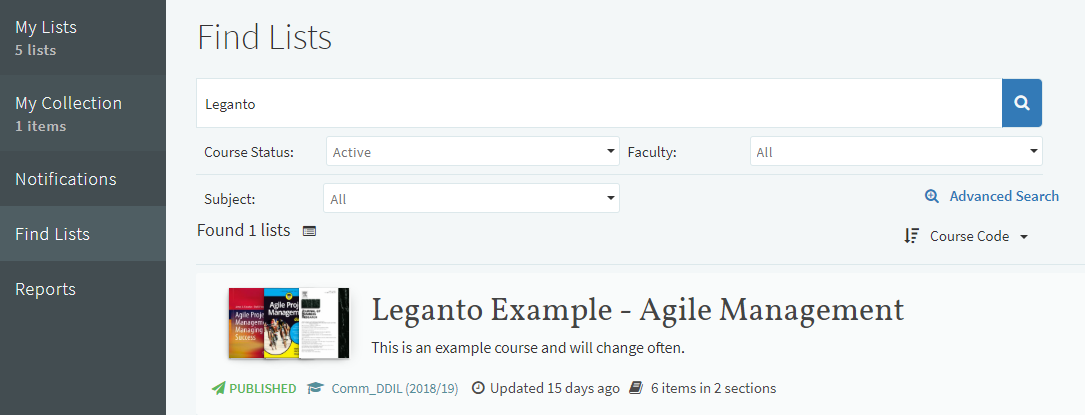 My Lists
5 lists
My Collection
1 items
Notifications
Find Lists
Reports
Find Lists
Leganto
Course Status: Active Faculty: All
Subject: All Advanced Search
Found 1 lists
Course Code
Leganto Example - Agile Management
This is an example course and will change often.
PUBLISHED Comm_DDIL (2018/19) Updated 15 days ago 6 items in 2 sections